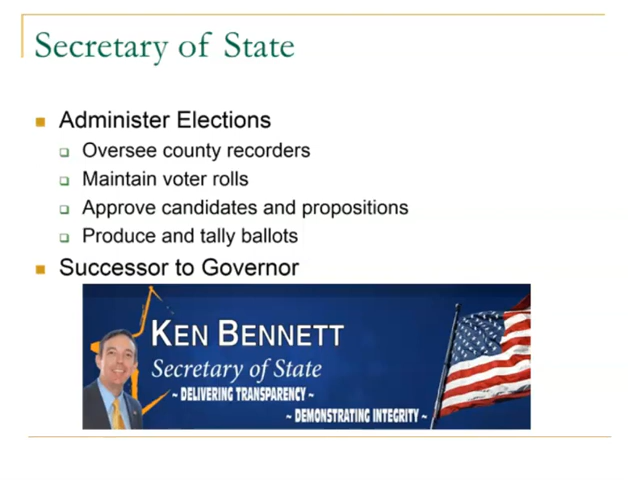 Secretary of State
Administer Elections
Oversee county recorders
Maintain voter rolls
Approve candidates and propositions
Produce and tally ballots
Successor to Governor
KEN BENNETT
Secretary of State
~ DELIVERING TRANSPARENCY ~
~ DEMONSTRATING INTEGRITY ~